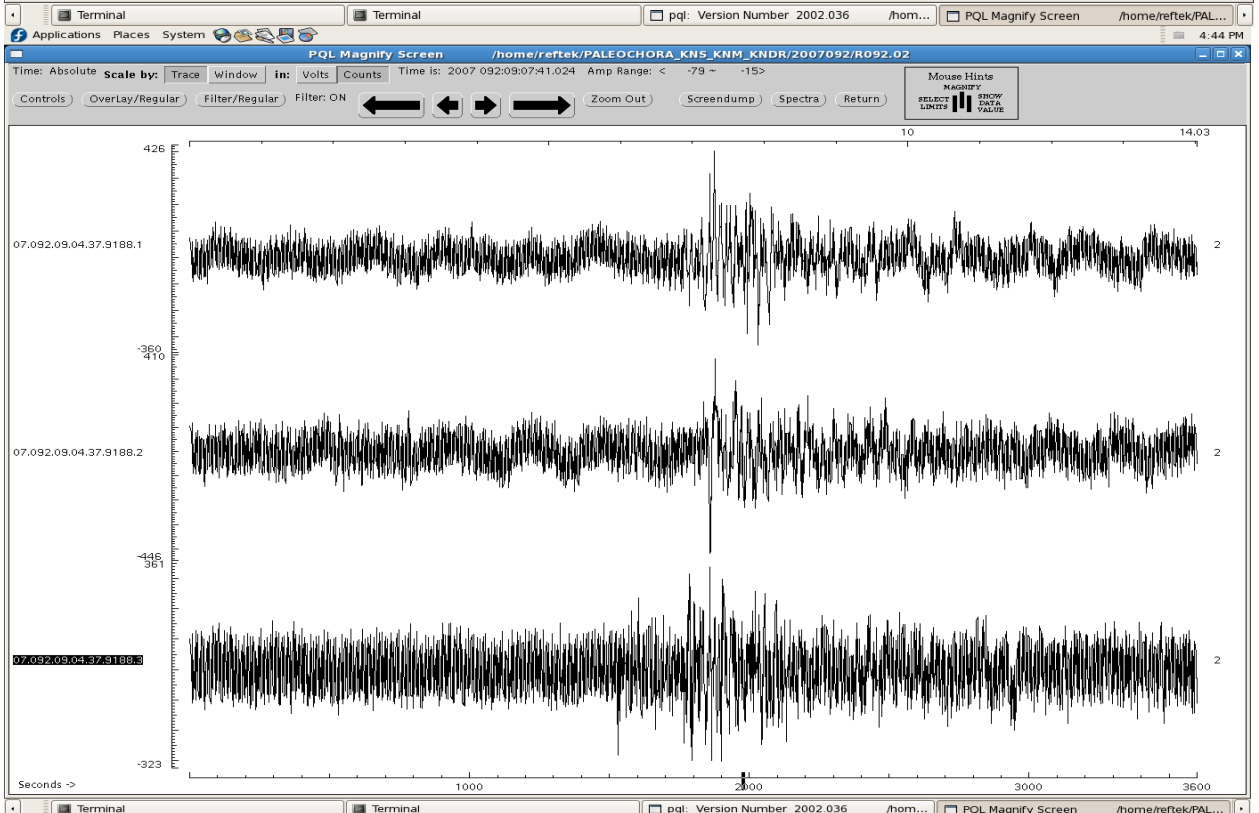 Terminal Terminal pql: Version Number 2002.036 /hom... PQL Magnify Screen /home/reftek/PAL...
Applications Places System 4:44 PM
PQL Magnify Screen /home/reftek/PALEOCHORA_KNS_KNM_KNDR/2007092/R092.02
Time: Absolute Scale by: Trace Window in: Volts Counts Time is: 2007 092:09:07:41.024 Amp Range: < -79 ~ -15>
Mouse Hints
MAGNIFY
SELECT LIMITS SHOW DATA VALUE
Controls OverLay/Regular Filter/Regular Filter: ON Zoom Out Screendump Spectra Return
10 14.03
426
07.092.09.04.37.9188.1 2
-360
410
07.092.09.04.37.9188.2 2
-446
361
07.092.09.04.37.9188.3 2
-323
Seconds -> 1000 2000 3000 3600
Terminal Terminal pql: Version Number 2002.036 /hom... PQL Magnify Screen /home/reftek/PAL...